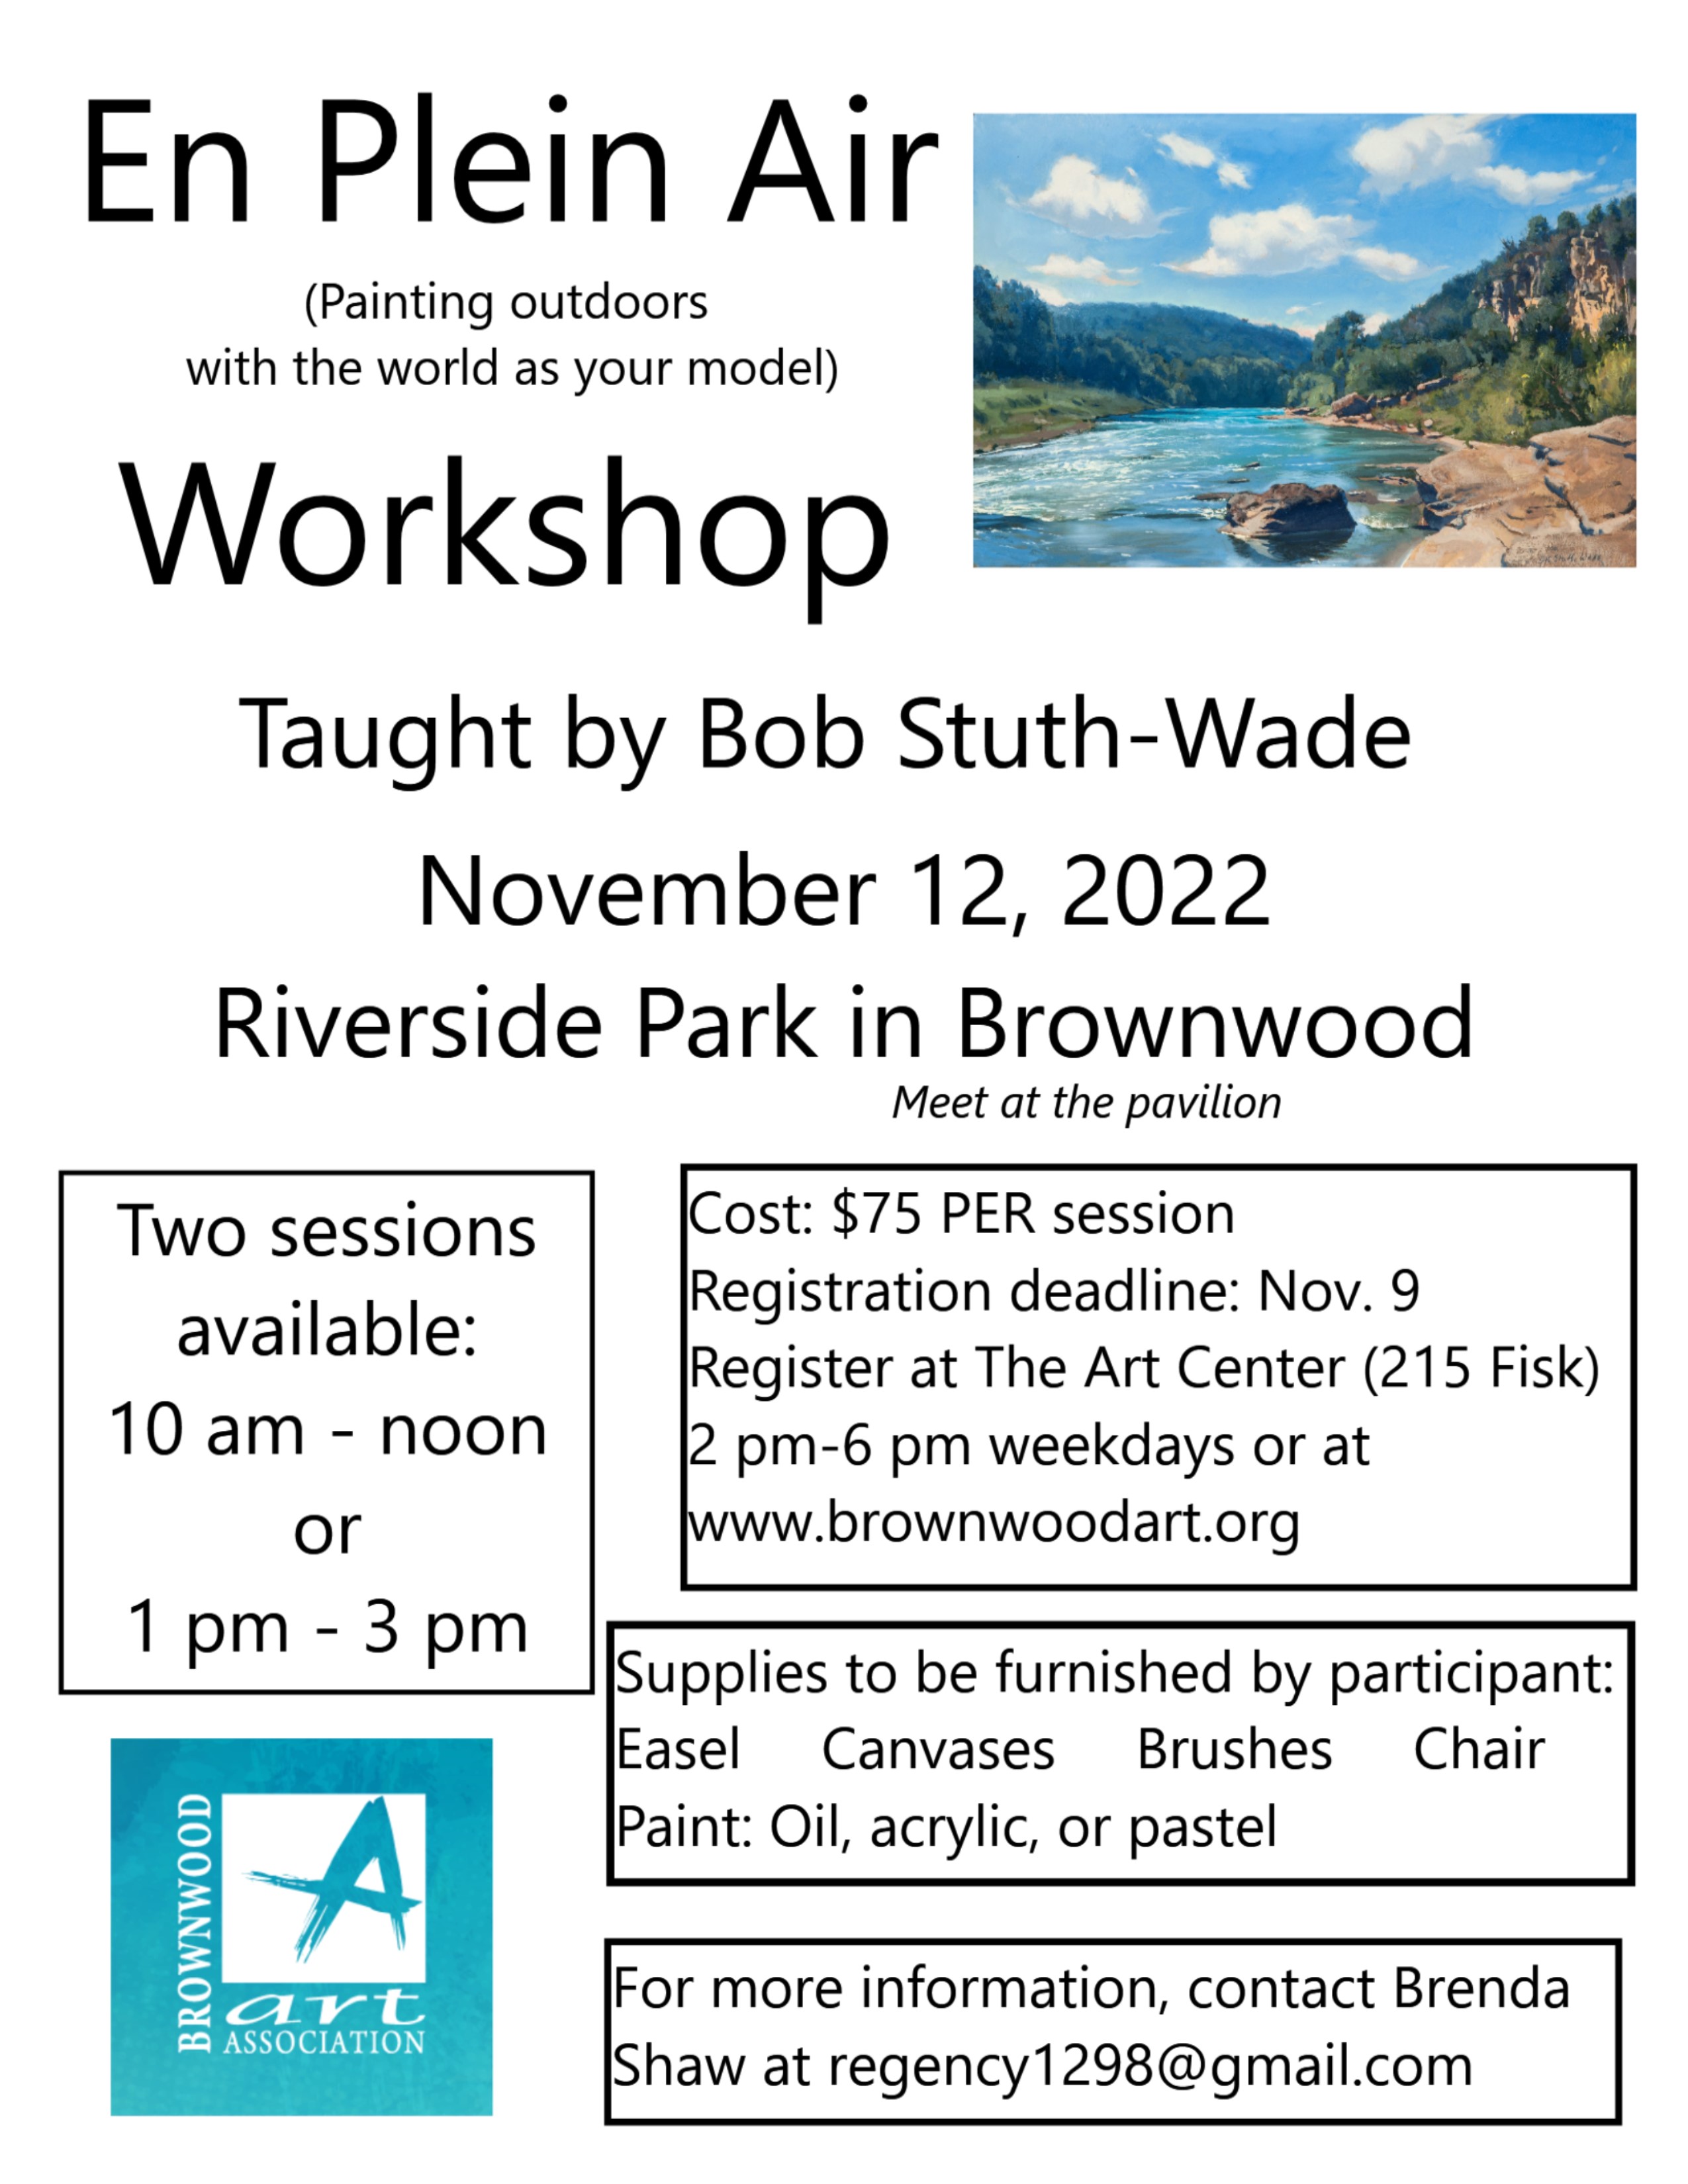 En Plein Air
(Painting outdoors
with the world as your model)
Workshop
Taught by Bob Stuth-Wade
November 12, 2022
Riverside Park in Brownwood
Meet at the pavilion
Two sessions
available:
10 am - noon
or
1 pm - 3 pm
Cost: $75 PER session
Registration deadline: Nov. 9
Register at The Art Center (215 Fisk)
2 pm-6 pm weekdays or at
www.brownwoodart.org
Supplies to be furnished by participant:
Easel Canvases Brushes Chair
Paint: Oil, acrylic, or pastel
BROWNWOOD
A
art
ASSOCIATION
For more information, contact Brenda
Shaw at regency1298@gmail.com